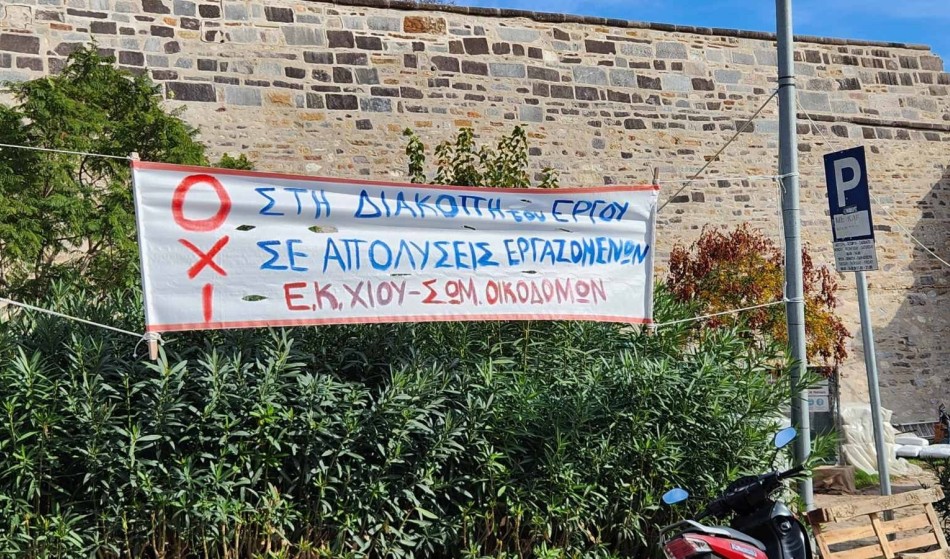 ΟΧΙ
ΣΤΗ ΔΙΑΚΟΠΗ του ΕΡΓΟΥ
ΣΕ ΑΠΟΛΥΣΕΙΣ ΕΡΓΑΖΟΜΕΝΩΝ
Ε.Κ. ΧΙΟΥ-ΣΩΜ. ΟΙΚΟΔΟΜΩΝ
P